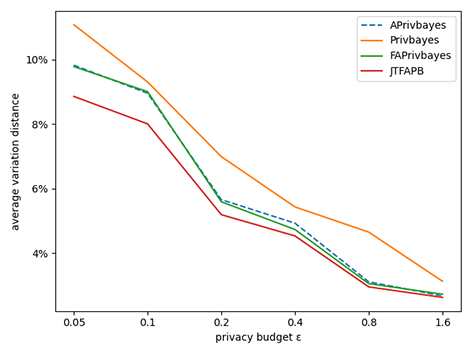 APrivbayes
Privbayes
FAPrivbayes
JTFAPB
10%
8%
6%
4%
average variation distance
0.05 0.1 0.2 0.4 0.8 1.6
privacy budget ε